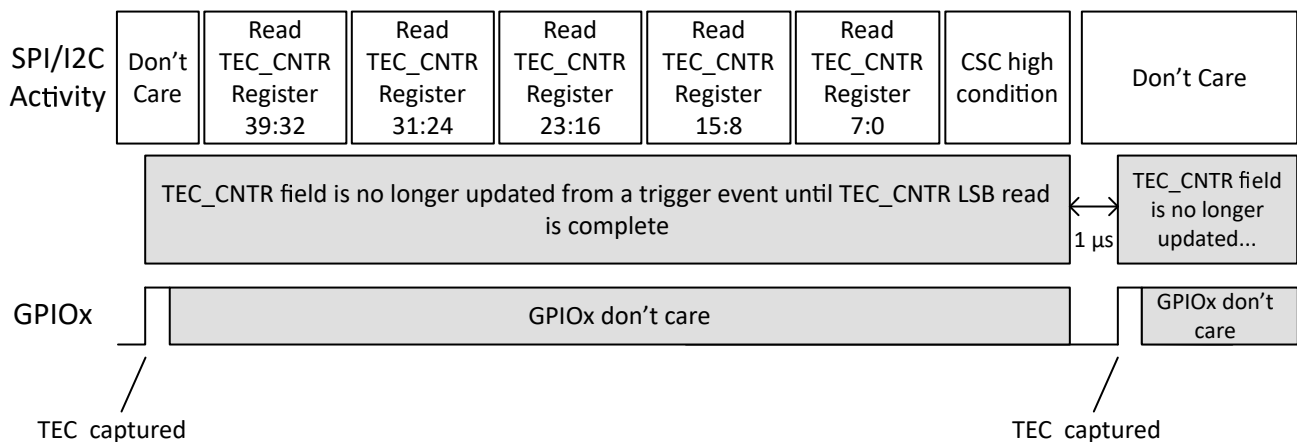 SPI/I2C
Activity
Don't
Care
Read
TEC_CNTR
Register
39:32
Read
TEC_CNTR
Register
31:24
Read
TEC_CNTR
Register
23:16
Read
TEC_CNTR
Register
15:8
Read
TEC_CNTR
Register
7:0
CSC high
condition
Don't Care
TEC_CNTR field is no longer updated from a trigger event until TEC_CNTR LSB read
is complete
1 µs
TEC_CNTR field
is no longer
updated...
GPIOx
GPIOx don't care
GPIOx don't
care
TEC captured
TEC captured